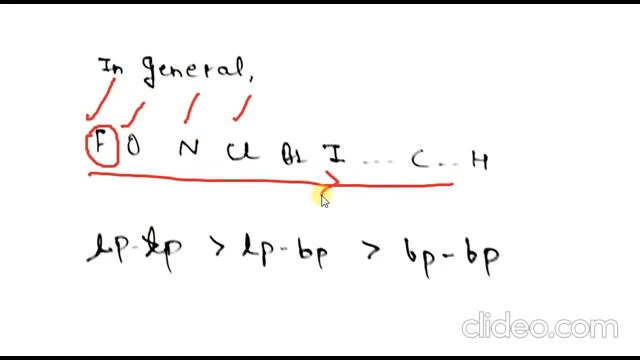 In General,
F O N Cl Br I .... C .. H
lp-lp > lp-bp > bp-bp
clideo.com